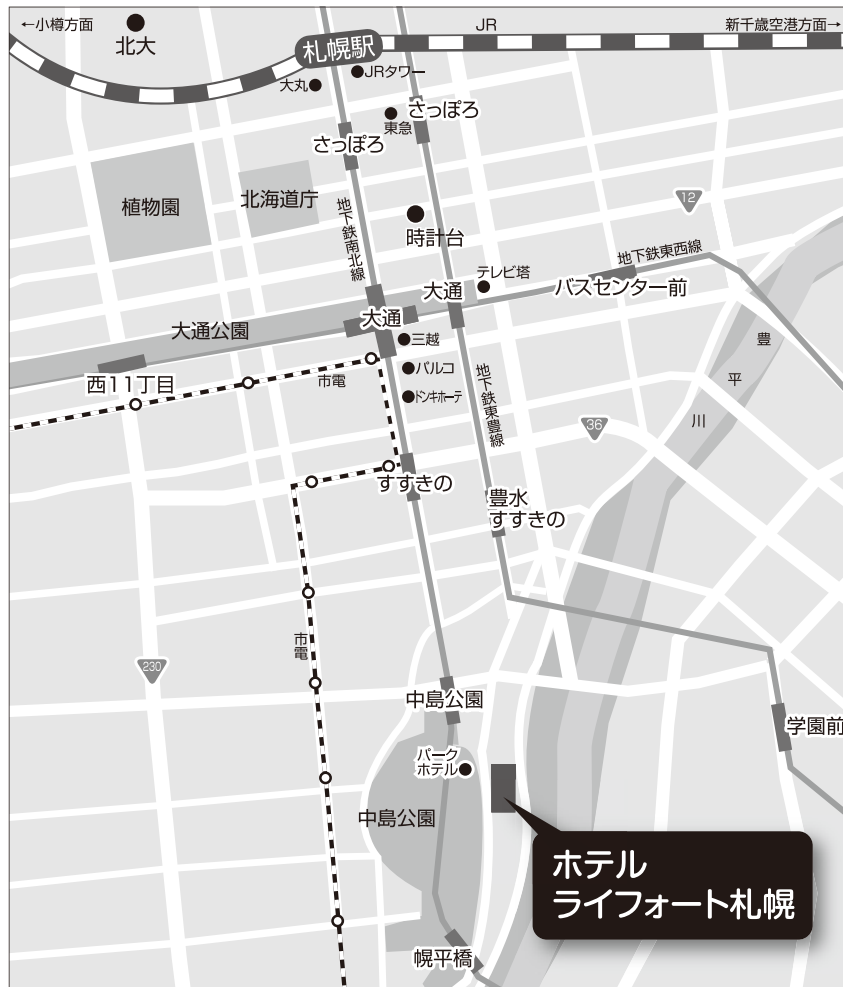 ←小樽方面
JR
新千歳空港方面→
北大
札幌駅
JRタワー
大丸
東急
さっぽろ
さっぽろ
植物園
北海道庁
地下鉄南北線
時計台
12
地下鉄東西線
テレビ塔
バスセンター前
大通
大通
大通公園
三越
パルコ
ドンキホーテ
豊平川
西11丁目
市電
地下鉄東豊線
36
すすきの
豊水
すすきの
市電
230
中島公園
学園前
パーク
ホテル
中島公園
ホテル
ライフォート札幌
幌平橋